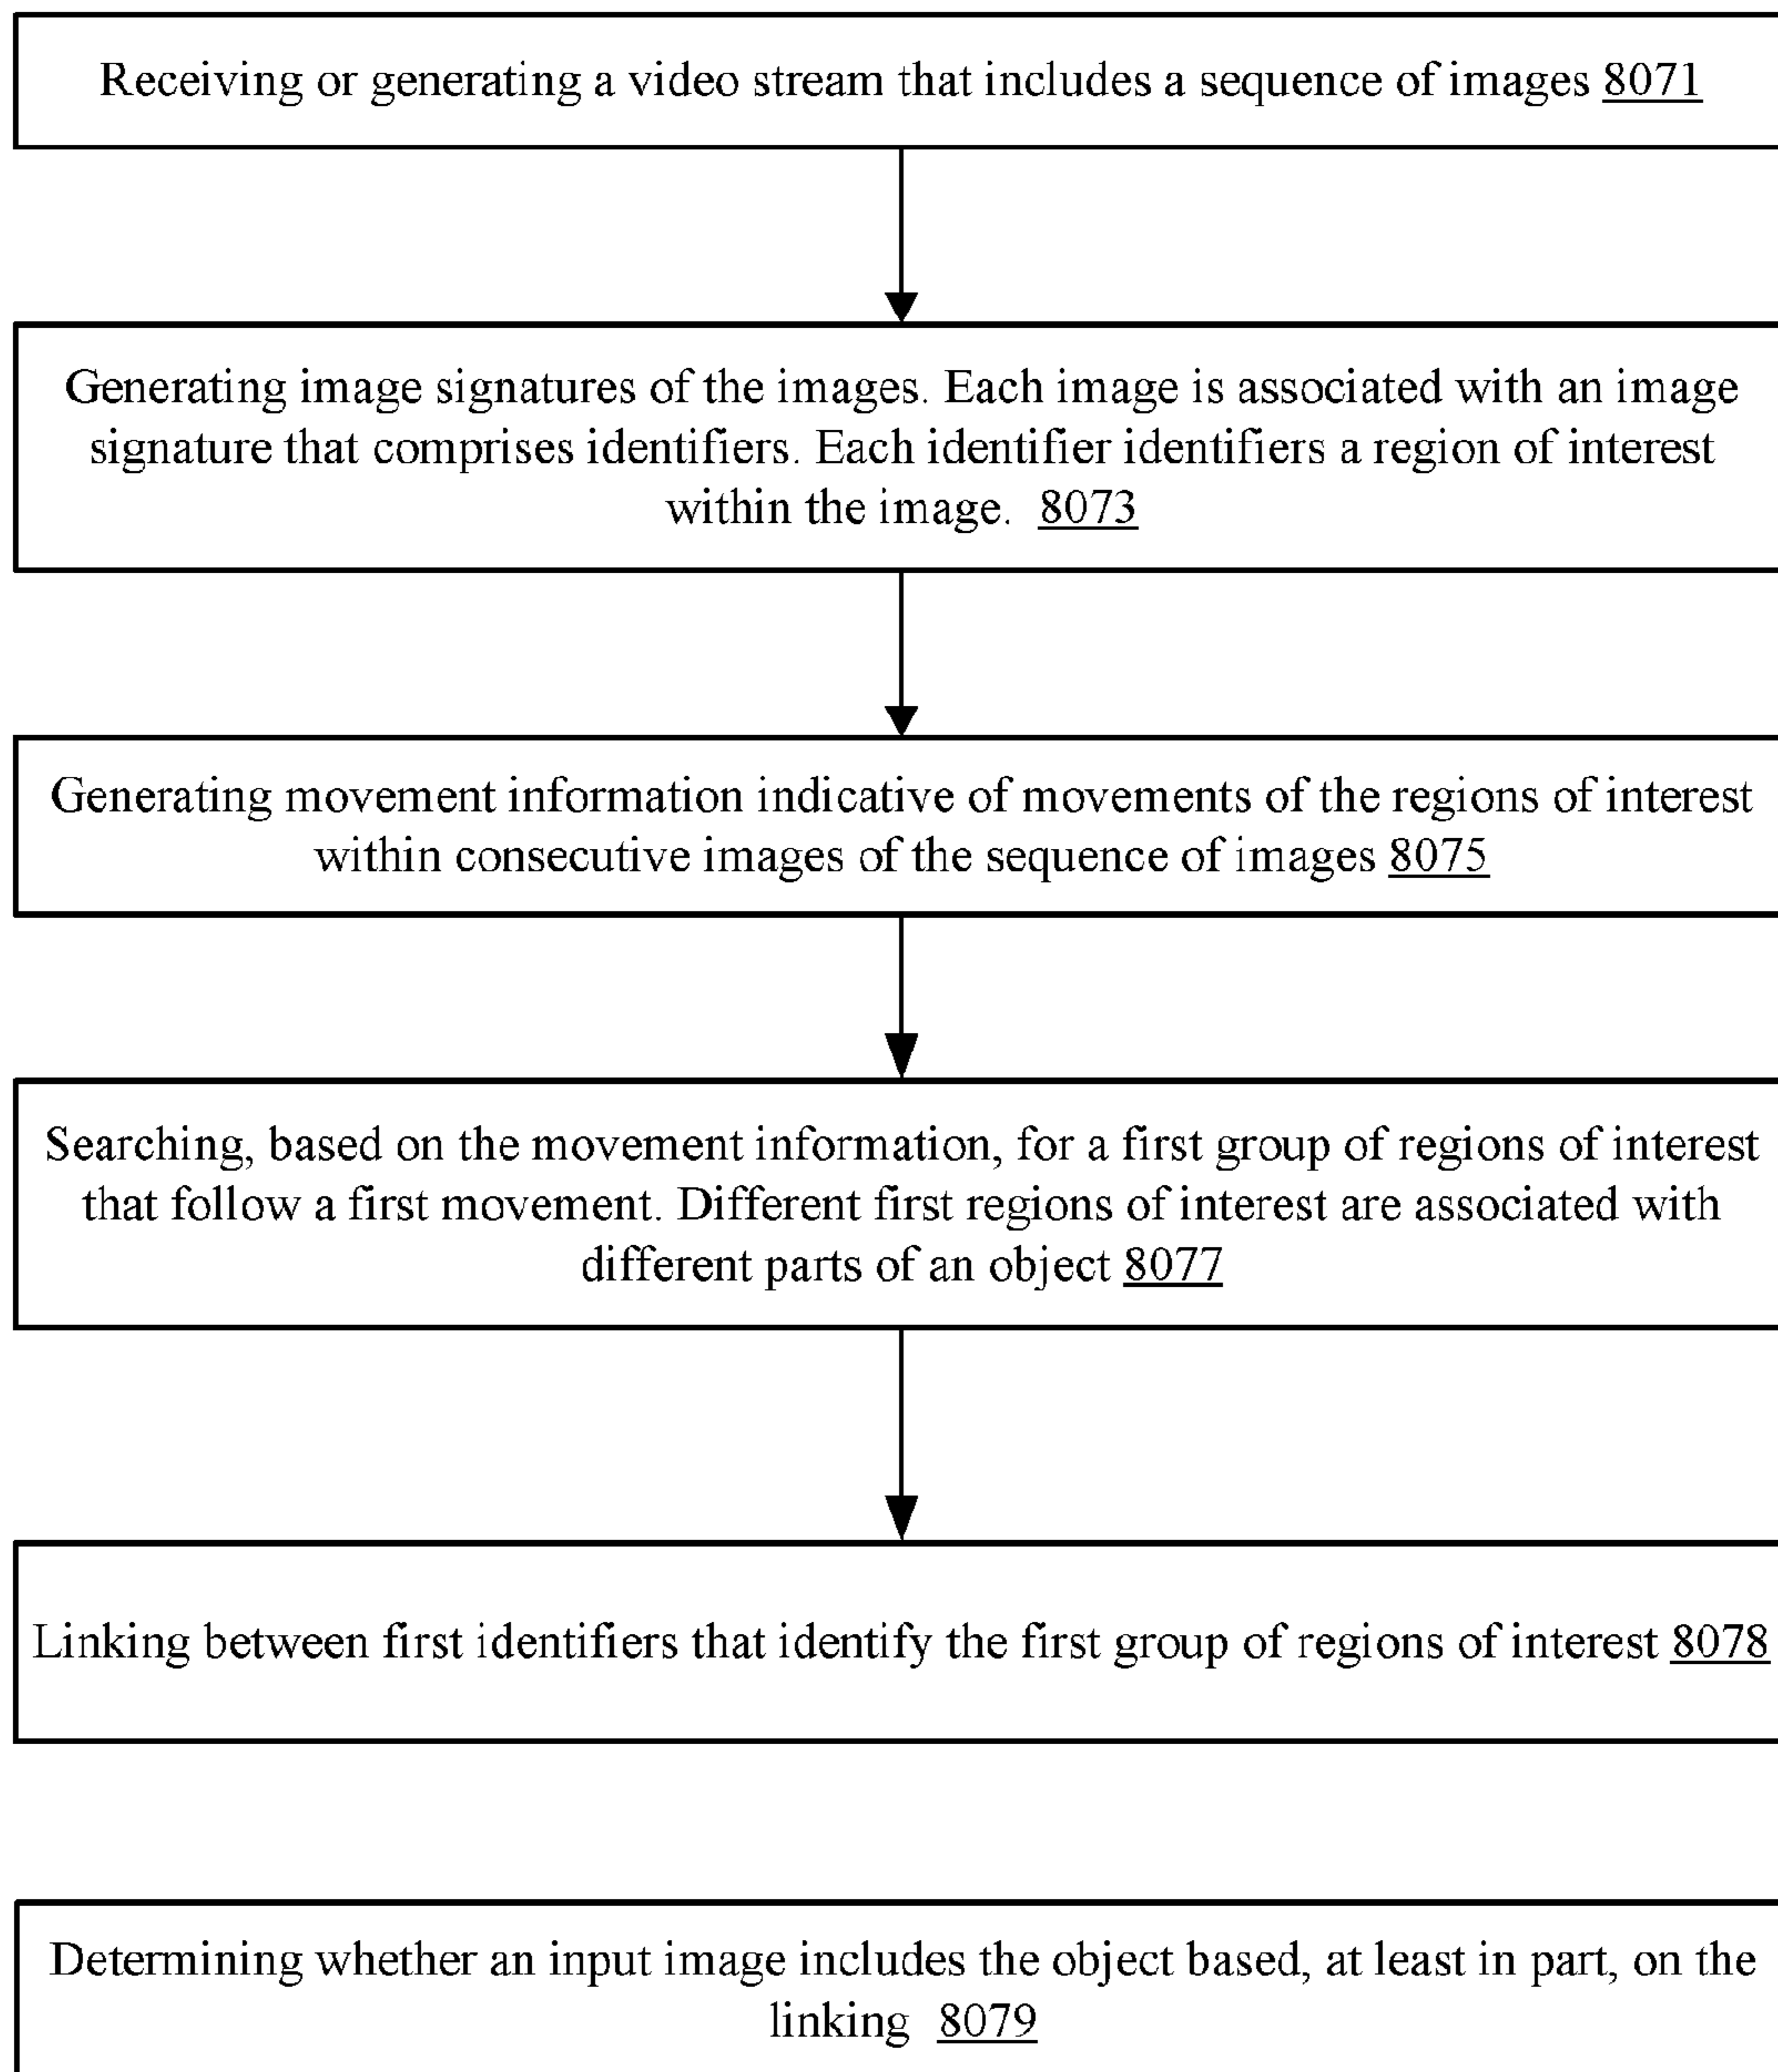 Receiving or generating a video stream that includes a sequence of images 8071
Generating image signatures of the images. Each image is associated with an image
signature that comprises identifiers. Each identifier identifiers a region of interest
within the image. 8073
Generating movement information indicative of movements of the regions of interest
within consecutive images of the sequence of images 8075
Searching, based on the movement information, for a first group of regions of interest
that follow a first movement. Different first regions of interest are associated with
different parts of an object 8077
Linking between first identifiers that identify the first group of regions of interest 8078
Determining whether an input image includes the object based, at least in part, on the
linking 8079